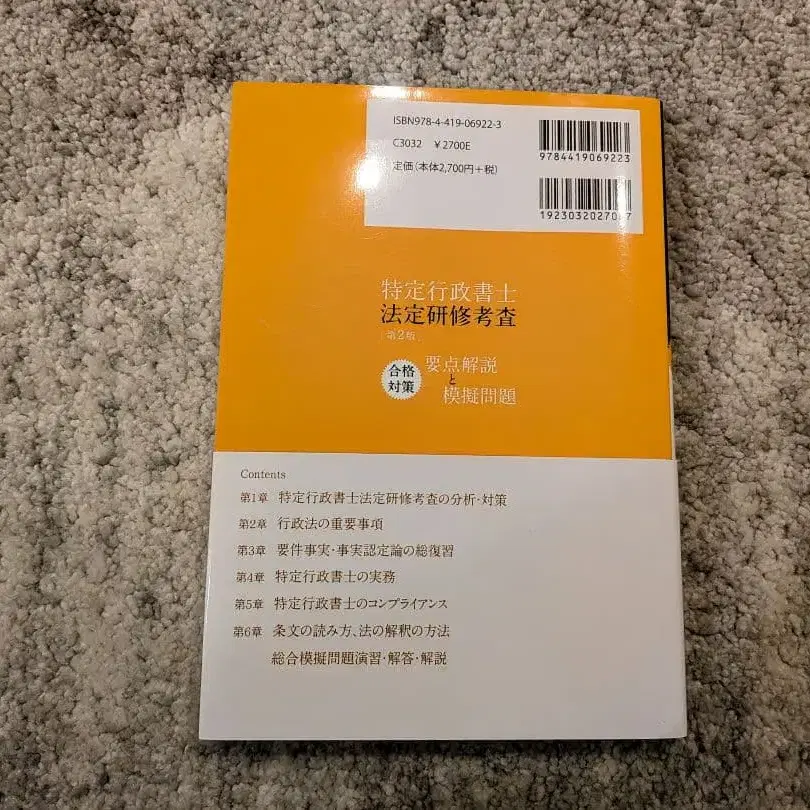 ISBN978-4-419-06922-3
C3032 ￥2700E
定価（本体2,700円＋税）
9784419069223
特定行政書士
法定研修考査
［第2版］
合格
対策
要点解説
と
模擬問題
Contents
第1章 特定行政書士法定研修考査の分析・対策
第2章 行政法の重要事項
第3章 要件事実・事実認定論の総復習
第4章 特定行政書士の実務
第5章 特定行政書士のコンプライアンス
第6章 条文の読み方、法の解釈の方法
総合模擬問題演習・解答・解説